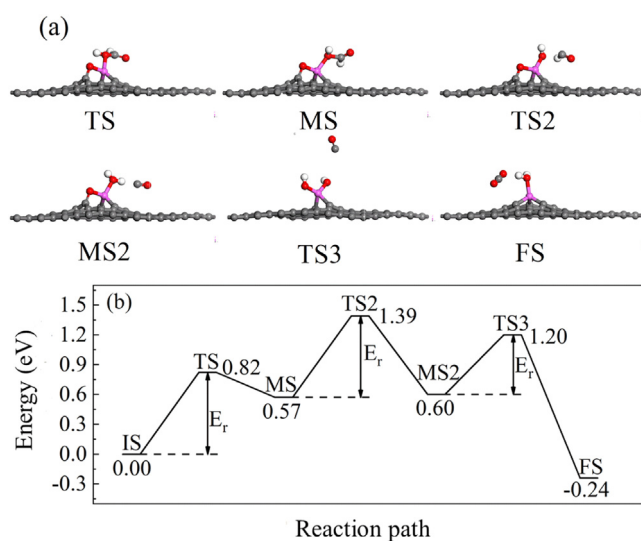 (a)
TS MS TS2
MS2 TS3 FS
(b)
Energy (eV)
1.5
1.2
0.9
0.6
0.3
0.0
-0.3
IS
0.00
TS
0.82
E_r
MS
0.57
TS2
1.39
E_r
MS2
0.60
TS3
1.20
E_r
FS
-0.24
Reaction path